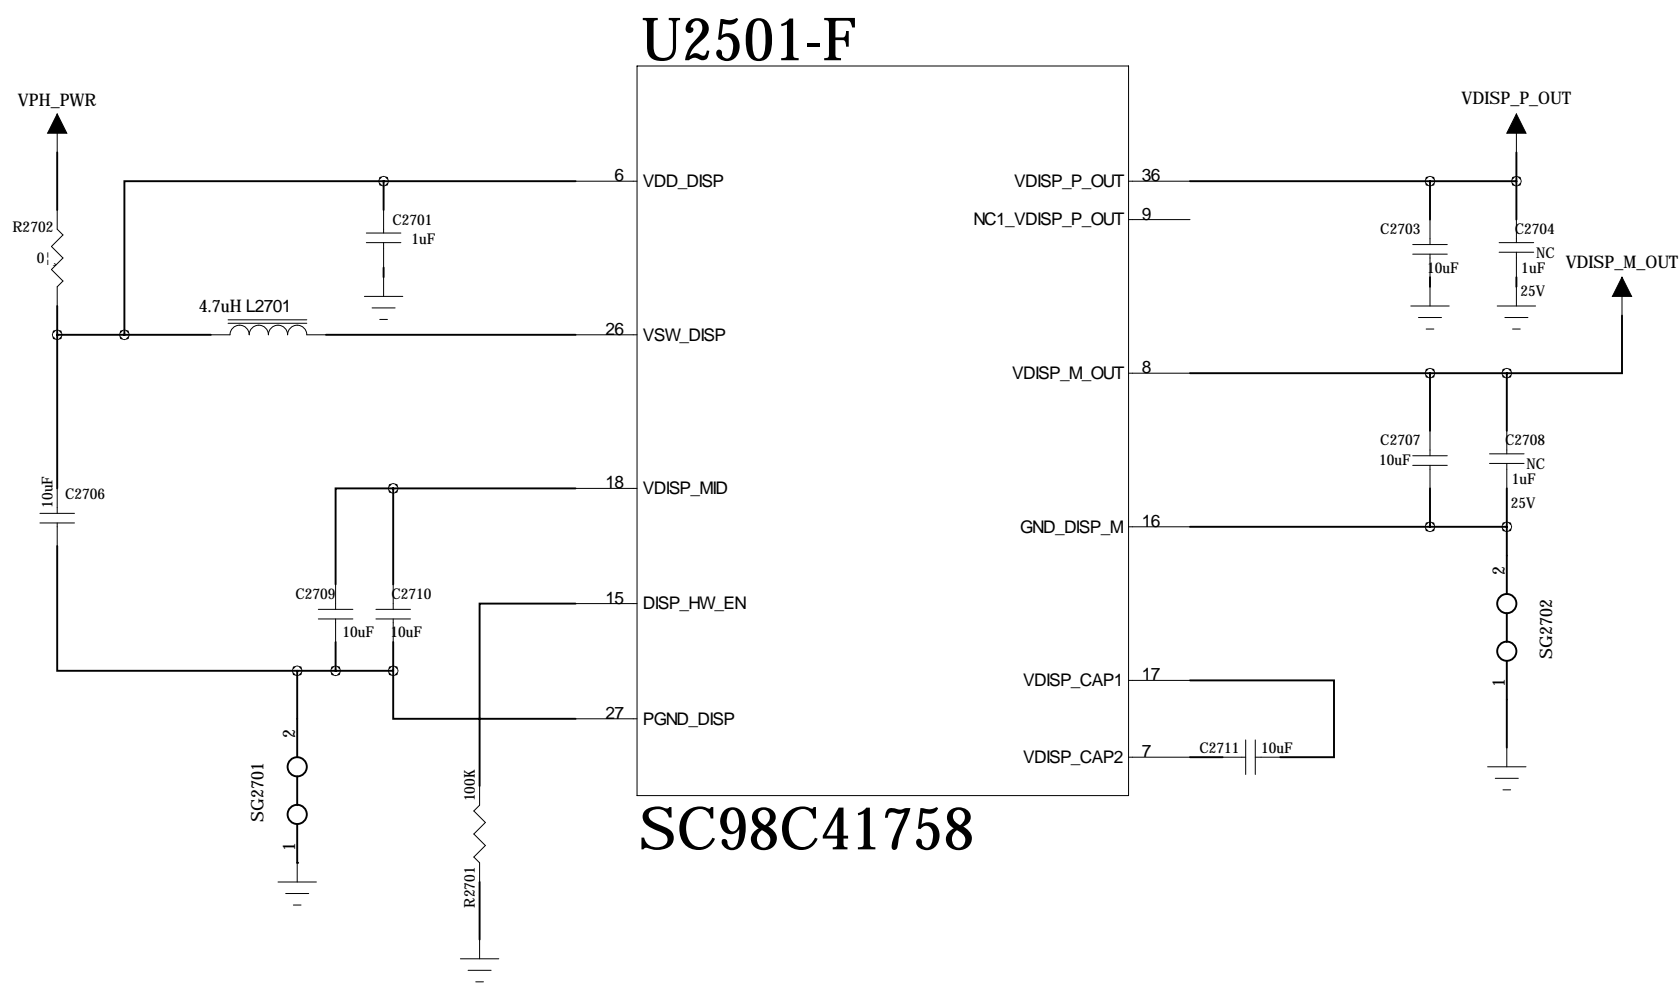 U2501-F
VPH_PWR
VDISP_P_OUT
6
VDD_DISP
VDISP_P_OUT
36
NC1_VDISP_P_OUT
9
R2702
0
C2701
1uF
C2703
10uF
C2704
NC
1uF
25V
VDISP_M_OUT
4.7uH L2701
26
VSW_DISP
VDISP_M_OUT
8
C2707
10uF
C2708
NC
1uF
25V
10uF
C2706
18
VDISP_MID
GND_DISP_M
16
C2709
10uF
C2710
10uF
15
DISP_HW_EN
2
SG2702
1
VDISP_CAP1
17
27
PGND_DISP
VDISP_CAP2
7
C2711
10uF
2
SG2701
1
100K
R2701
SC98C41758